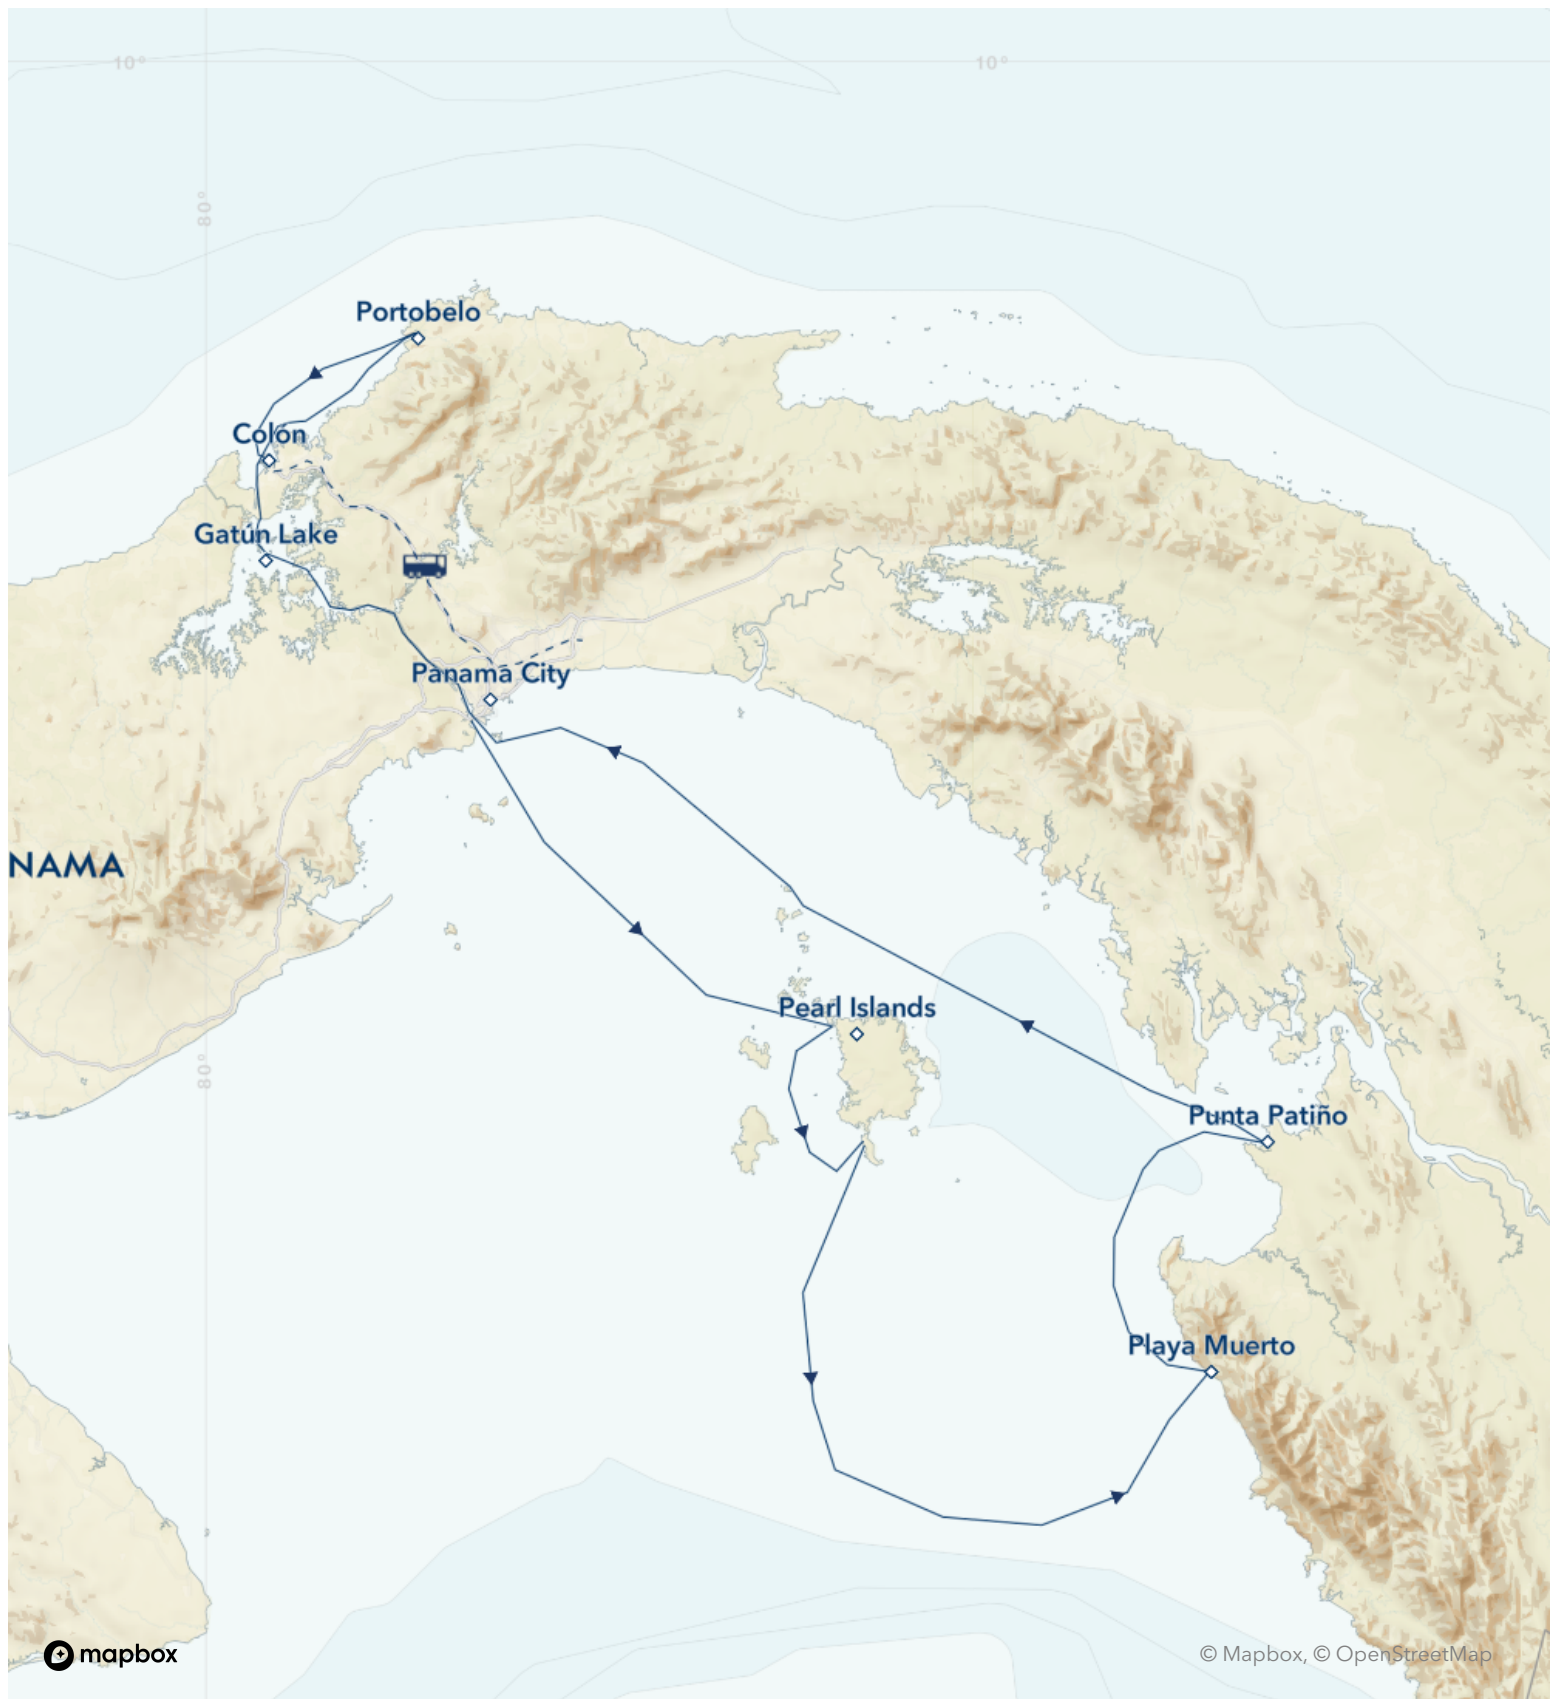 10°
10°
80°
Portobelo
Colón
Gatún Lake
Panama City
NAMA
Pearl Islands
80°
Punta Patiño
Playa Muerto
mapbox
© Mapbox, © OpenStreetMap